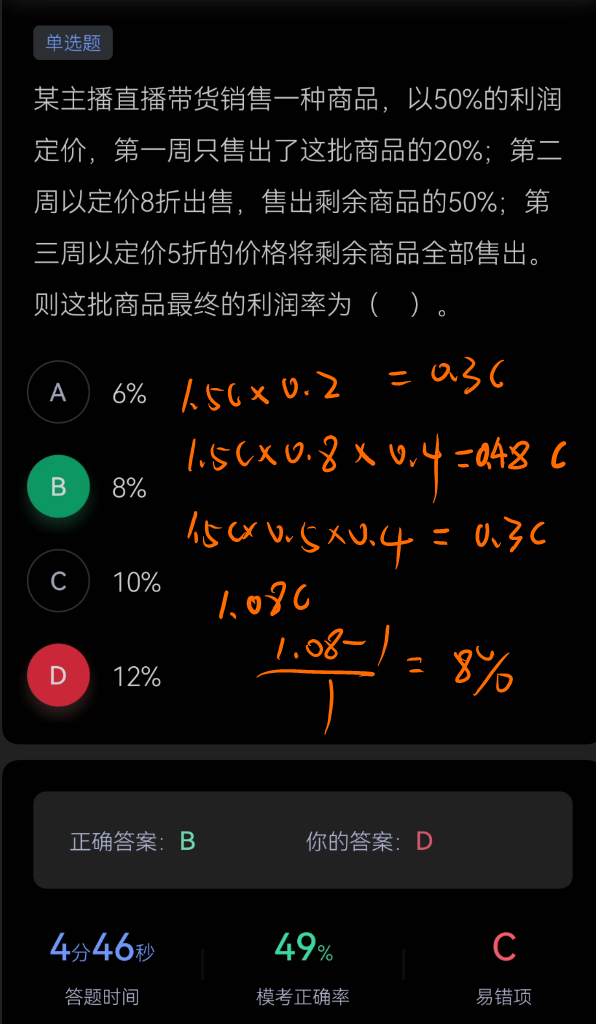 单选题
某主播直播带货销售一种商品，以50%的利润
定价，第一周只售出了这批商品的20%；第二
周以定价8折出售，售出剩余商品的50%；第
三周以定价5折的价格将剩余商品全部售出。
则这批商品最终的利润率为（ ）。
A 6%
1.5C×0.2 = 0.3C
1.5C×0.8×0.4=0.48C
B 8%
1.5C×0.5×0.4=0.3C
C 10%
1.08C
1.08-1
D 12%
= 8%
1
正确答案：B 你的答案：D
4分46秒 49% C
答题时间 模考正确率 易错项